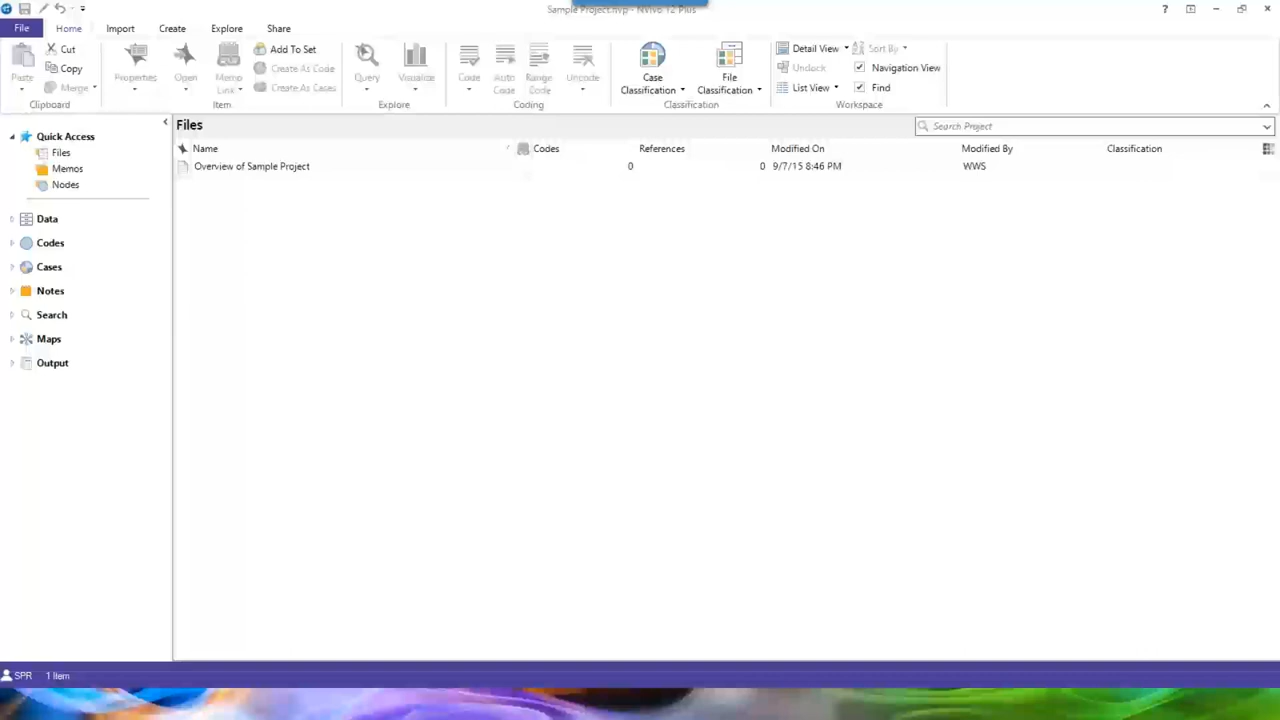 Sample Project.nvp - NVivo 12 Plus
File Home Import Create Explore Share
Paste Cut Copy Merge Clipboard
Properties Open Memo Link Add To Set Create As Code Create As Cases Item
Query Visualize Explore
Code Auto Code Range Code Uncode Coding
Case Classification File Classification Classification
Detail View Sort By Undock Navigation View List View Find Workspace
Quick Access
Files
Memos
Nodes
Data
Codes
Cases
Notes
Search
Maps
Output
Files Search Project
Name Codes References Modified On Modified By Classification
Overview of Sample Project 0 0 9/7/15 8:46 PM WWS
SPR 1 Item